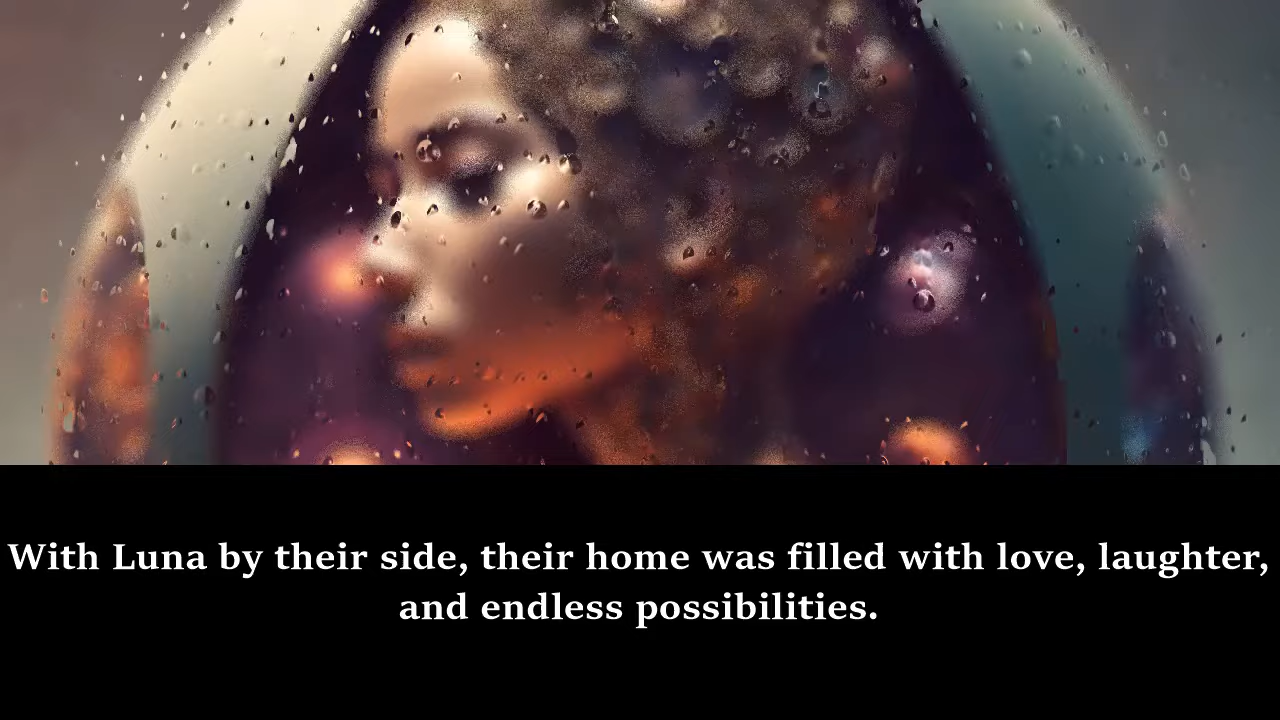 With Luna by their side, their home was filled with love, laughter,
and endless possibilities.